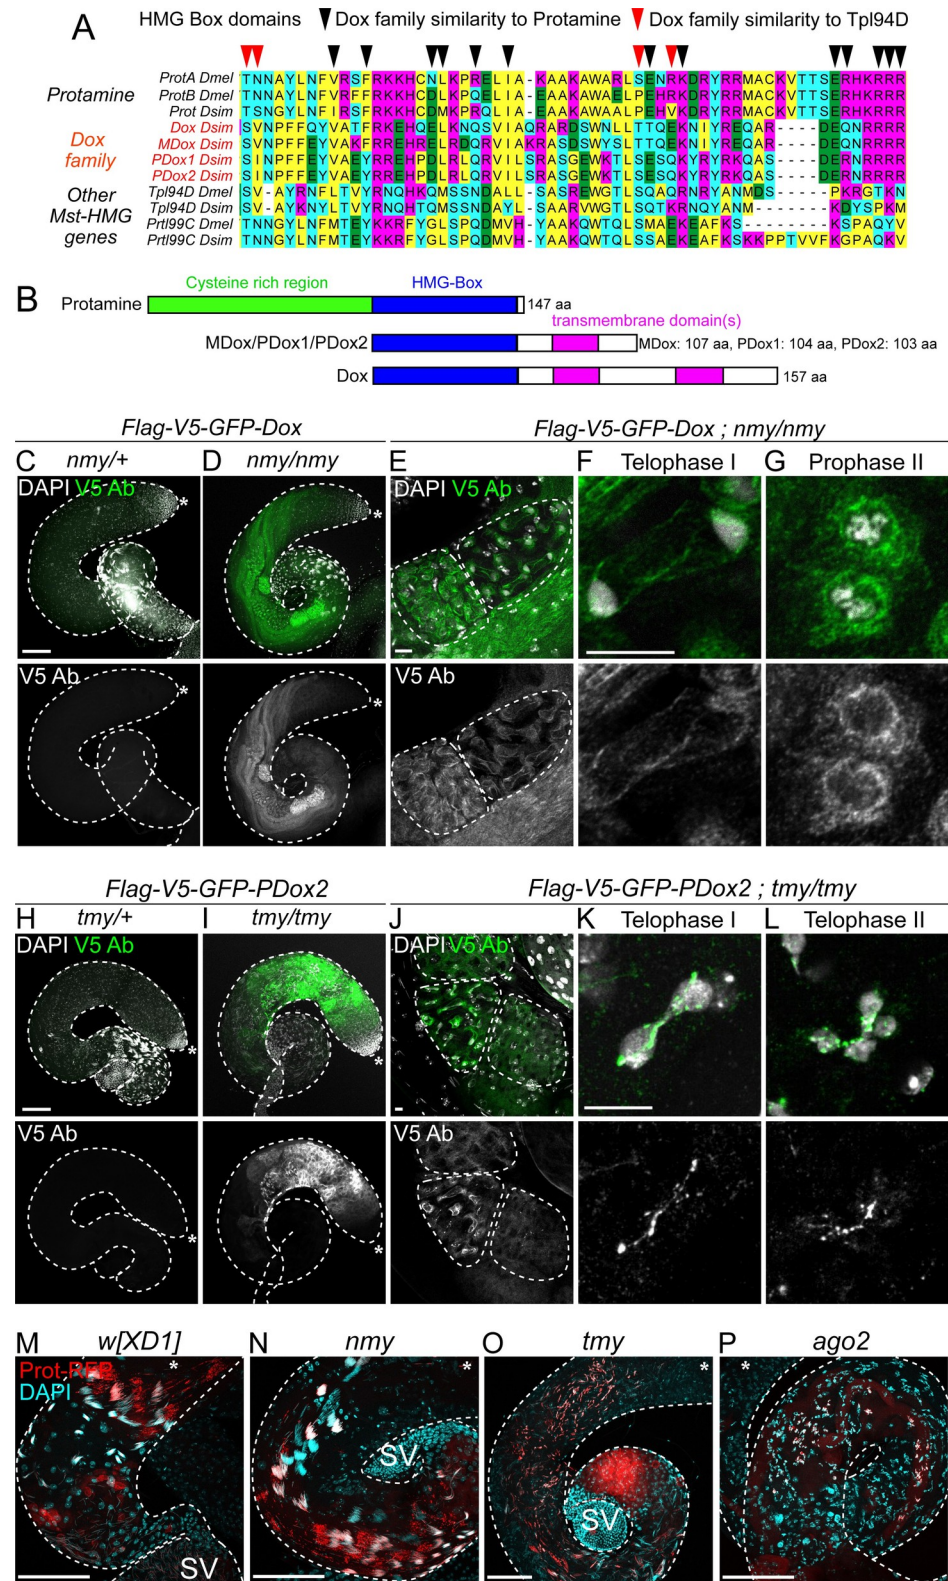 A HMG Box domains Dox family similarity to Protamine Dox family similarity to Tpl94D
Protamine
Dox family
Other Mst-HMG genes
ProtA Dmel TNNAYLNFVRSFRKKHCNLKPRELIA-KAAKAWARLSENRKDRYRRMACKVTTSERHKRRR
ProtB Dmel TNNAYLNFVRFFRKKHCDLKPQELIA-EAAKAWAELPEHRKDRYRRMACKVTTSERHKRRR
Prot Dsim TSNGYLNFIRSFRKKHCDMKPRELIA-KAAKAWARLPEHVKDRYRRMACKVTTSERHKRRR
Dox Dsim
MDox Dsim
PDox1 Dsim
PDox2 Dsim
Tpl94D Dmel
Tpl94D Dsim
Prtl99C Dmel
Prtl99C Dsim
B
Cysteine rich region HMG-Box
Protamine 147 aa
transmembrane domain(s)
MDox/PDox1/PDox2 MDox: 107 aa, PDox1: 104 aa, PDox2: 103 aa
Dox 157 aa
Flag-V5-GFP-Dox Flag-V5-GFP-Dox ; nmy/nmy
C nmy/+ D nmy/nmy E F Telophase I G Prophase II
DAPI V5 Ab * * DAPI V5 Ab
V5 Ab * * V5 Ab
Flag-V5-GFP-PDox2 Flag-V5-GFP-PDox2 ; tmy/tmy
H tmy/+ I tmy/tmy J K Telophase I L Telophase II
DAPI V5 Ab * * DAPI V5 Ab
V5 Ab * * V5 Ab
M w[XD1] N nmy O tmy P ago2
Prot-RFP * * * *
DAPI
SV SV SV